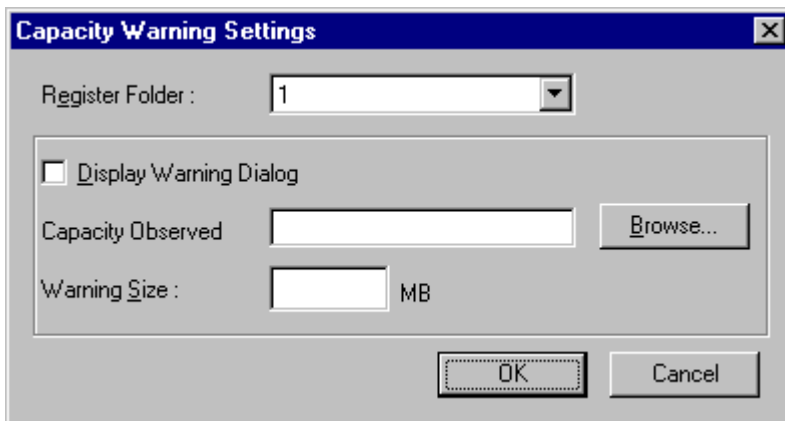 Capacity Warning Settings
Register Folder : 1
Display Warning Dialog
Capacity Observed Browse...
Warning Size : MB
OK Cancel